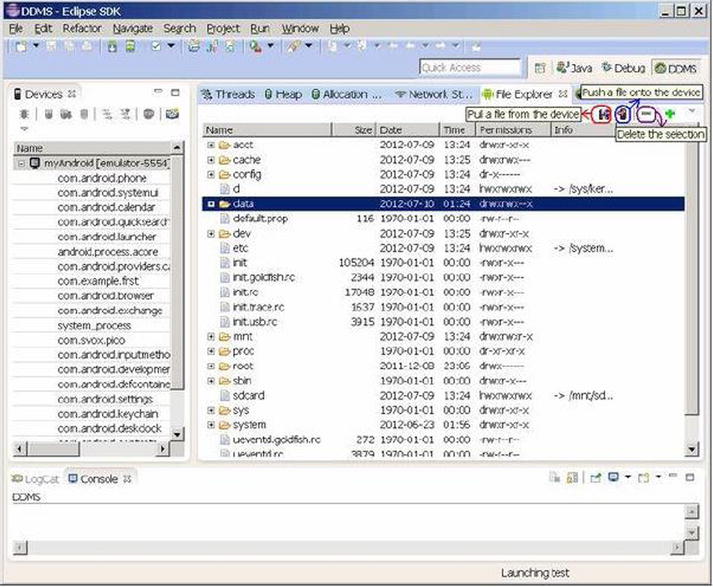 DDMS - Eclipse SDK
File Edit Refactor Navigate Search Project Run Window Help
Quick Access
Java Debug DDMS
Devices
Threads Heap Allocation ... Network St... File Explorer
Push a file onto the device
Pull a file from the device
Delete the selection
Name
myAndroid [emulator-5554]
com.android.phone
com.android.systemui
com.android.calendar
com.android.quicksearch
com.android.launcher
android.process.acore
com.android.providers.ca
com.example.first
com.android.browser
com.android.exchange
system_process
com.svox.pico
com.android.inputmetho
com.android.developmer
com.android.defcontaine
com.android.settings
com.android.keychain
com.android.deskdock
Name Size Date Time Permissions Info
acct 2012-07-09 13:24 drwxr-xr-x
cache 2012-07-09 13:25 drwxrwx---
config 2012-07-09 13:24 dr-x------
d 2012-07-09 13:24 lrwxrwxrwx -> /sys/ker...
data 2012-07-10 01:24 drwxrwx--x
default.prop 116 1970-01-01 00:00 -rw-r--r--
dev 2012-07-09 13:25 drwxr-xr-x
etc 2012-07-09 13:24 lrwxrwxrwx -> /system...
init 105204 1970-01-01 00:00 -rwxr-x---
init.goldfish.rc 2344 1970-01-01 00:00 -rwxr-x---
init.rc 17048 1970-01-01 00:00 -rwxr-x---
init.trace.rc 1637 1970-01-01 00:00 -rwxr-x---
init.usb.rc 3915 1970-01-01 00:00 -rwxr-x---
mnt 2012-07-09 13:24 drwxrwxr-x
proc 1970-01-01 00:00 dr-xr-xr-x
root 2011-12-08 23:06 drwx------
sbin 1970-01-01 00:00 drwxr-x---
sdcard 2012-07-09 13:24 lrwxrwxrwx -> /mnt/sd...
sys 1970-01-01 00:00 drwxr-xr-x
system 2012-06-23 01:56 drwxr-xr-x
ueventd.goldfish.rc 272 1970-01-01 00:00 -rw-r--r--
ueventd.rc 3879 1970-01-01 00:00 -rw-r--r--
LogCat Console
DDMS
Launching test